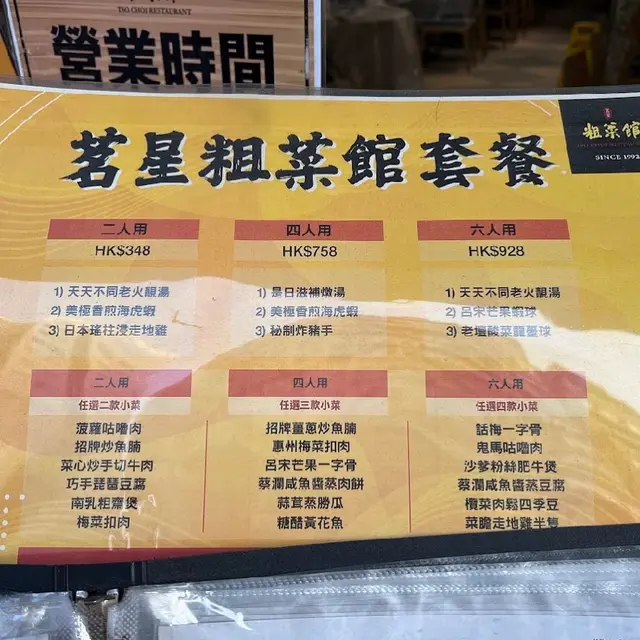 TSO CHOI RESTAURANT
營業時間
粗菜館
SINCE 1992
茗星粗菜館套餐
二人用
HK$348
1) 天天不同老火靚湯
2) 美極香煎海虎蝦
3) 日本瑤柱浸走地雞
四人用
HK$758
1) 是日滋補燉湯
2) 美極香煎海虎蝦
3) 秘制炸豬手
六人用
HK$928
1) 天天不同老火靚湯
2) 呂宋芒果蝦球
3) 老壇酸菜龍躉球
二人用
任選二款小菜
菠蘿咕嚕肉
招牌炒魚腩
菜心炒手切牛肉
巧手琵琶豆腐
南乳粗齋煲
梅菜扣肉
四人用
任選三款小菜
招牌薑蔥炒魚腩
惠州梅菜扣肉
呂宋芒果一字骨
蔡瀾咸魚醬蒸肉餅
蒜茸蒸勝瓜
糖醋黃花魚
六人用
任選四款小菜
話梅一字骨
鬼馬咕嚕肉
沙爹粉絲肥牛煲
蔡瀾咸魚醬蒸豆腐
欖菜肉鬆四季豆
菜膽走地雞半隻